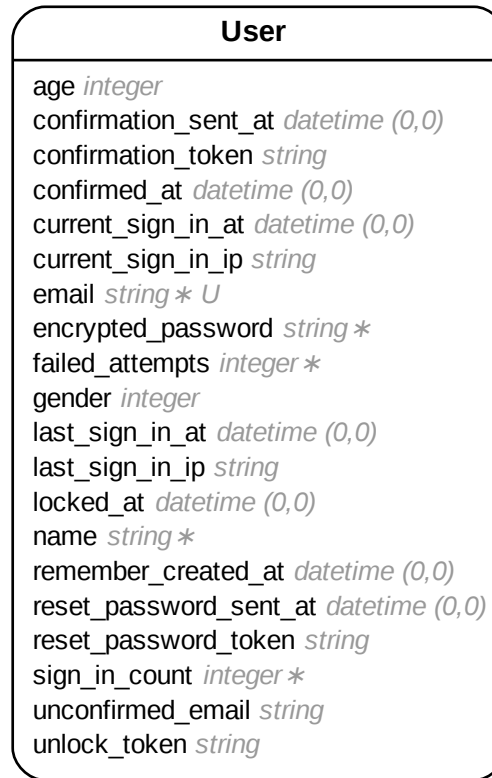 User
age integer
confirmation_sent_at datetime (0,0)
confirmation_token string
confirmed_at datetime (0,0)
current_sign_in_at datetime (0,0)
current_sign_in_ip string
email string ∗ U
encrypted_password string ∗
failed_attempts integer ∗
gender integer
last_sign_in_at datetime (0,0)
last_sign_in_ip string
locked_at datetime (0,0)
name string ∗
remember_created_at datetime (0,0)
reset_password_sent_at datetime (0,0)
reset_password_token string
sign_in_count integer ∗
unconfirmed_email string
unlock_token string